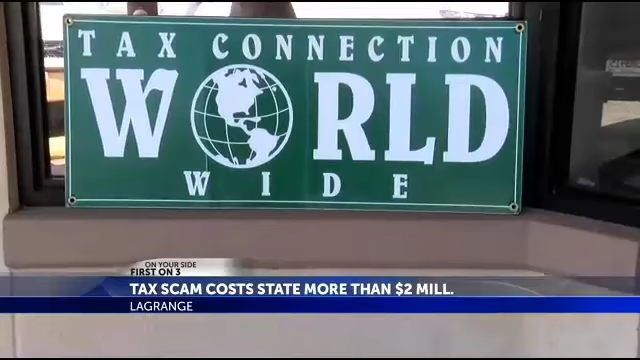 TAX CONNECTION
WORLD
WIDE
ON YOUR SIDE
FIRST ON 3
TAX SCAM COSTS STATE MORE THAN $2 MILL.
LAGRANGE